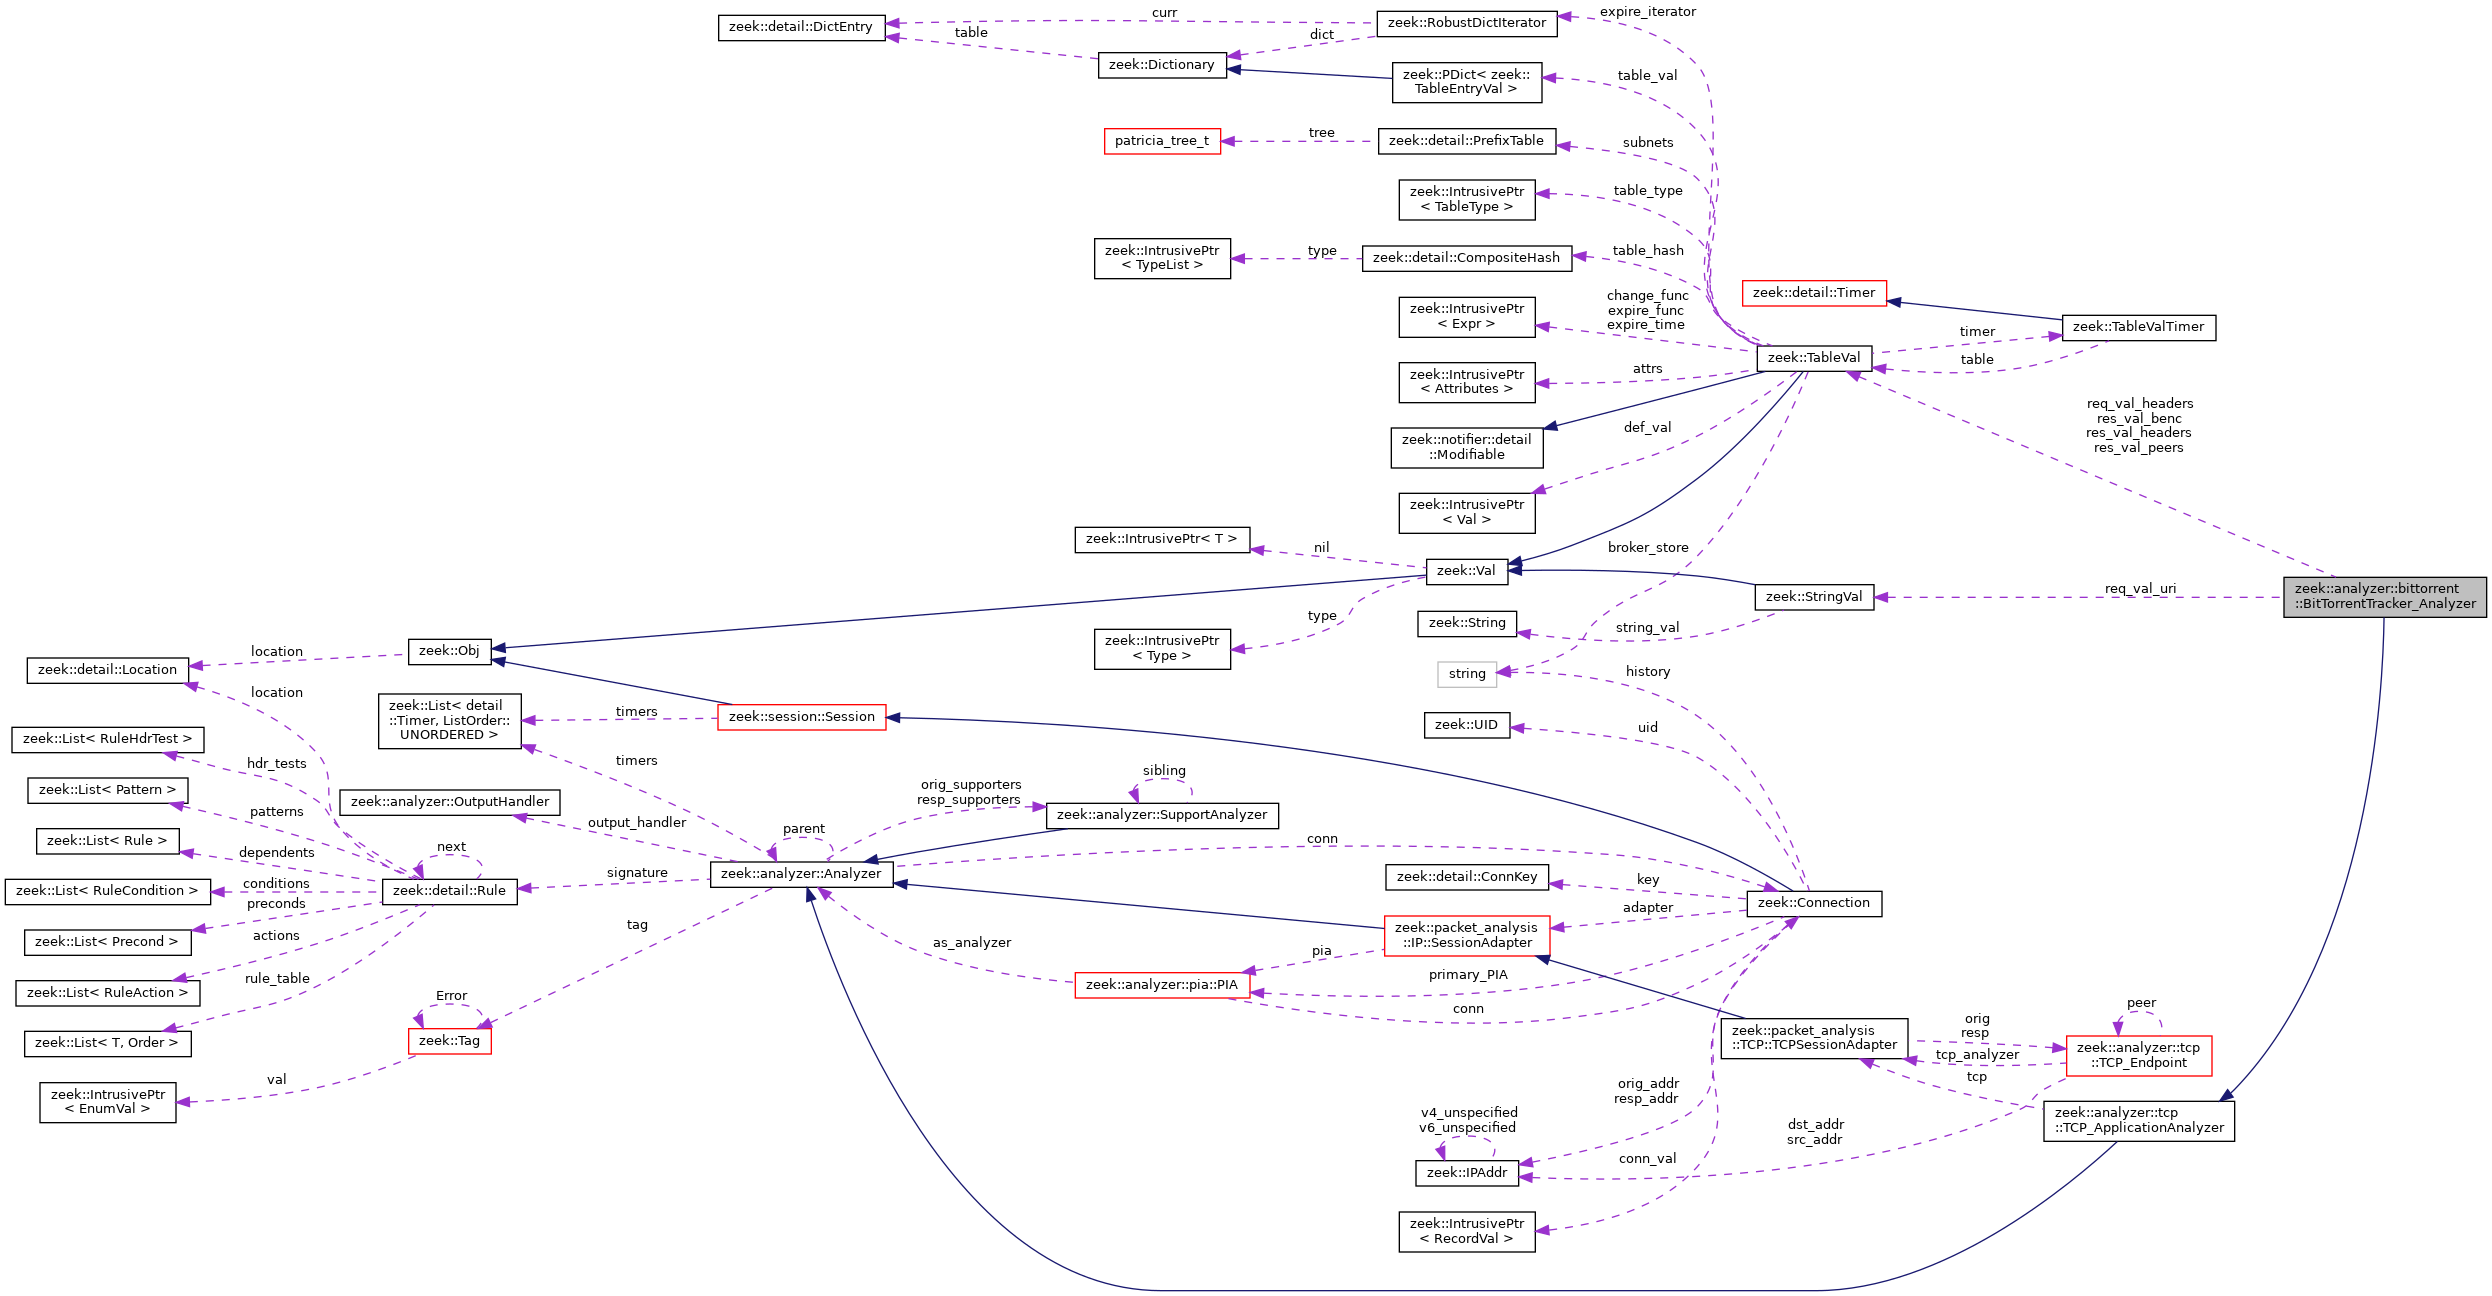 zeek::detail::DictEntry
curr
table
zeek::Dictionary
zeek::RobustDictIterator
dict
expire_iterator
zeek::PDict< zeek::
TableEntryVal >
table_val
patricia_tree_t
tree
zeek::detail::PrefixTable
subnets
zeek::IntrusivePtr
< TableType >
table_type
zeek::IntrusivePtr
< TypeList >
type
zeek::detail::CompositeHash
table_hash
zeek::IntrusivePtr
< Expr >
change_func
expire_func
expire_time
zeek::detail::Timer
zeek::TableValTimer
timer
table
zeek::TableVal
zeek::IntrusivePtr
< Attributes >
attrs
zeek::notifier::detail
::Modifiable
def_val
zeek::IntrusivePtr
< Val >
req_val_headers
res_val_benc
res_val_headers
res_val_peers
zeek::IntrusivePtr< T >
nil
zeek::Val
broker_store
zeek::StringVal
req_val_uri
zeek::analyzer::bittorrent
::BitTorrentTracker_Analyzer
type
zeek::IntrusivePtr
< Type >
zeek::String
string_val
string
history
zeek::UID
uid
zeek::detail::Location
location
zeek::Obj
location
zeek::List< detail
::Timer, ListOrder::
UNORDERED >
timers
zeek::session::Session
timers
zeek::List< RuleHdrTest >
hdr_tests
zeek::List< Pattern >
patterns
zeek::analyzer::OutputHandler
output_handler
orig_supporters
resp_supporters
sibling
zeek::analyzer::SupportAnalyzer
parent
zeek::List< Rule >
dependents
next
zeek::List< RuleCondition >
conditions
zeek::detail::Rule
signature
zeek::analyzer::Analyzer
conn
preconds
zeek::List< Precond >
actions
zeek::List< RuleAction >
rule_table
zeek::List< T, Order >
tag
Error
zeek::Tag
val
zeek::IntrusivePtr
< EnumVal >
zeek::detail::ConnKey
key
zeek::Connection
adapter
zeek::packet_analysis
::IP::SessionAdapter
as_analyzer
pia
zeek::analyzer::pia::PIA
primary_PIA
conn
zeek::packet_analysis
::TCP::TCPSessionAdapter
orig
resp
tcp_analyzer
tcp
peer
zeek::analyzer::tcp
::TCP_Endpoint
zeek::analyzer::tcp
::TCP_ApplicationAnalyzer
orig_addr
resp_addr
v4_unspecified
v6_unspecified
dst_addr
src_addr
zeek::IPAddr
conn_val
zeek::IntrusivePtr
< RecordVal >